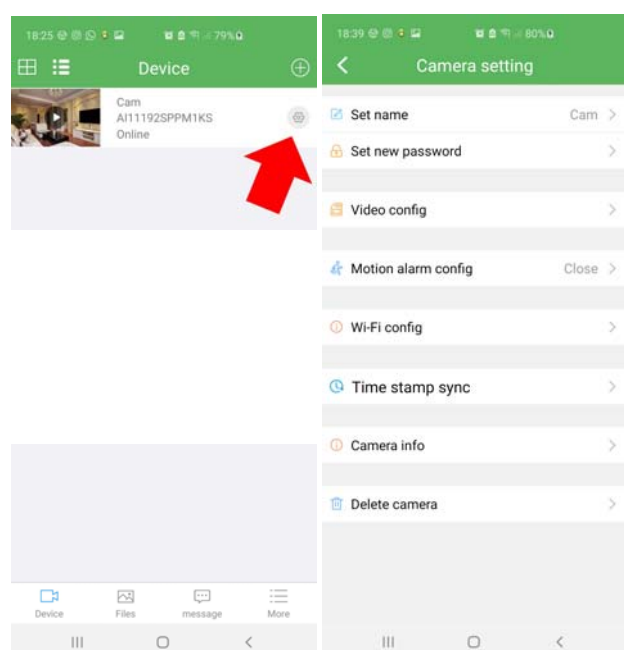 18:25 79%
Device
Cam
AI11192SPPM1KS
Online
Device Files message More
18:39 80%
Camera setting
Set name Cam
Set new password
Video config
Motion alarm config Close
Wi-Fi config
Time stamp sync
Camera info
Delete camera